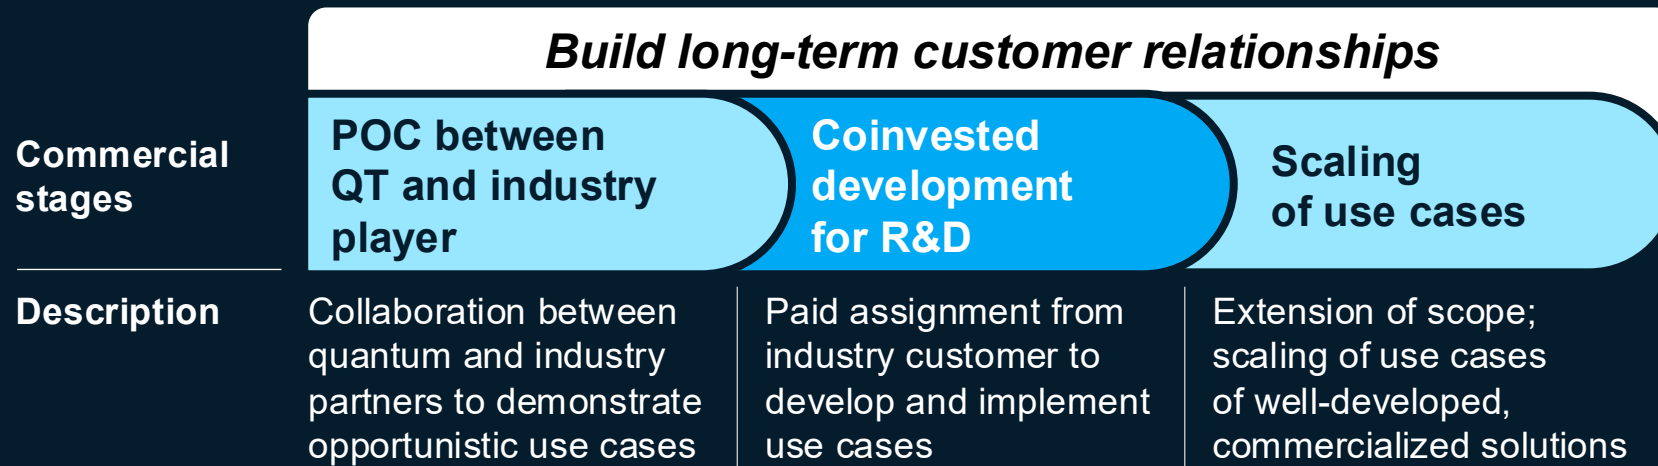 Build long-term customer relationships
Commercial
stages
POC between
QT and industry
player
Coinvested
development
for R&D
Scaling
of use cases
Description
Collaboration between
quantum and industry
partners to demonstrate
opportunistic use cases
Paid assignment from
industry customer to
develop and implement
use cases
Extension of scope;
scaling of use cases
of well-developed,
commercialized solutions